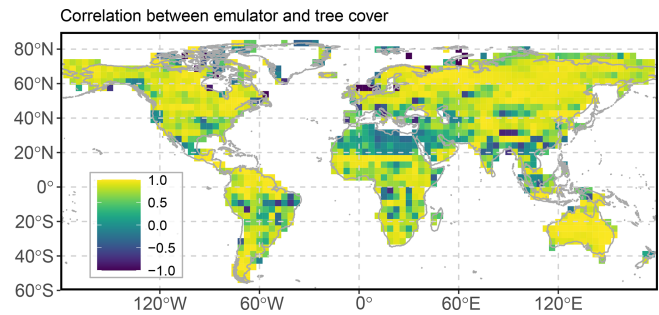 Correlation between emulator and tree cover
80°N
60°N
40°N
20°N
0°
20°S
40°S
60°S
1.0
0.5
0.0
−0.5
−1.0
120°W
60°W
0°
60°E
120°E